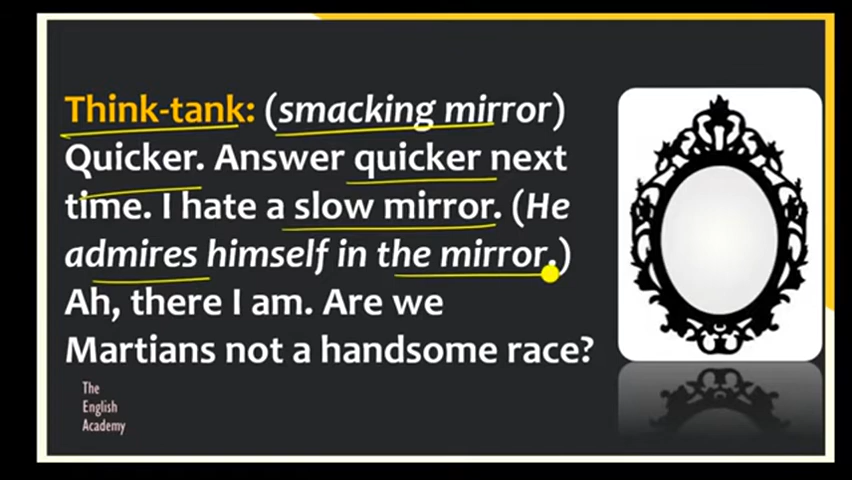 Think-tank: (smacking mirror)
Quicker. Answer quicker next
time. I hate a slow mirror. (He
admires himself in the mirror.)
Ah, there I am. Are we
Martians not a handsome race?
The
English
Academy